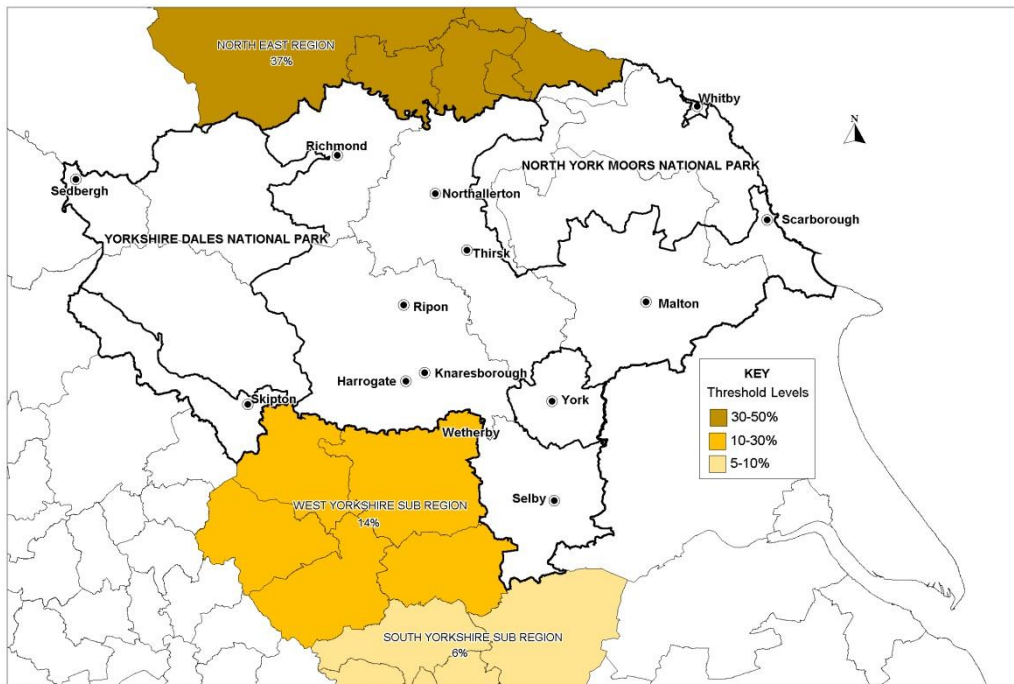 NORTH EAST REGION
37%
Whitby
N
Richmond
NORTH YORK MOORS NATIONAL PARK
Sedbergh
Northallerton
Scarborough
YORKSHIRE DALES NATIONAL PARK
Thirsk
Ripon
Malton
Knaresborough
Harrogate
KEY
Threshold Levels
30-50%
10-30%
5-10%
Skipton
York
Wetherby
WEST YORKSHIRE SUB REGION
14%
Selby
SOUTH YORKSHIRE SUB REGION
6%